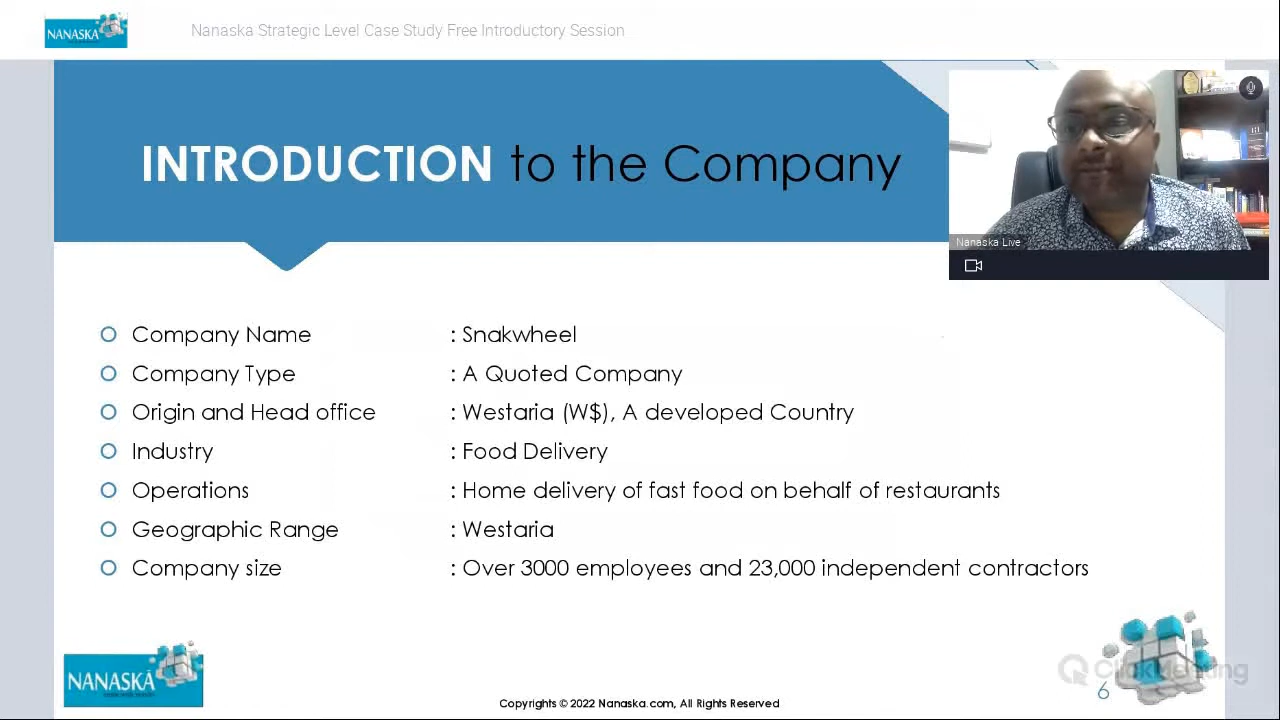 NANASKA
Nanaska Strategic Level Case Study Free Introductory Session
INTRODUCTION to the Company
Nanaska Live
Company Name : Snakwheel
Company Type : A Quoted Company
Origin and Head office : Westaria (W$), A developed Country
Industry : Food Delivery
Operations : Home delivery of fast food on behalf of restaurants
Geographic Range : Westaria
Company size : Over 3000 employees and 23,000 independent contractors
NANASKA
ClickMeeting
6
Copyrights © 2022 Nanaska.com, All Rights Reserved